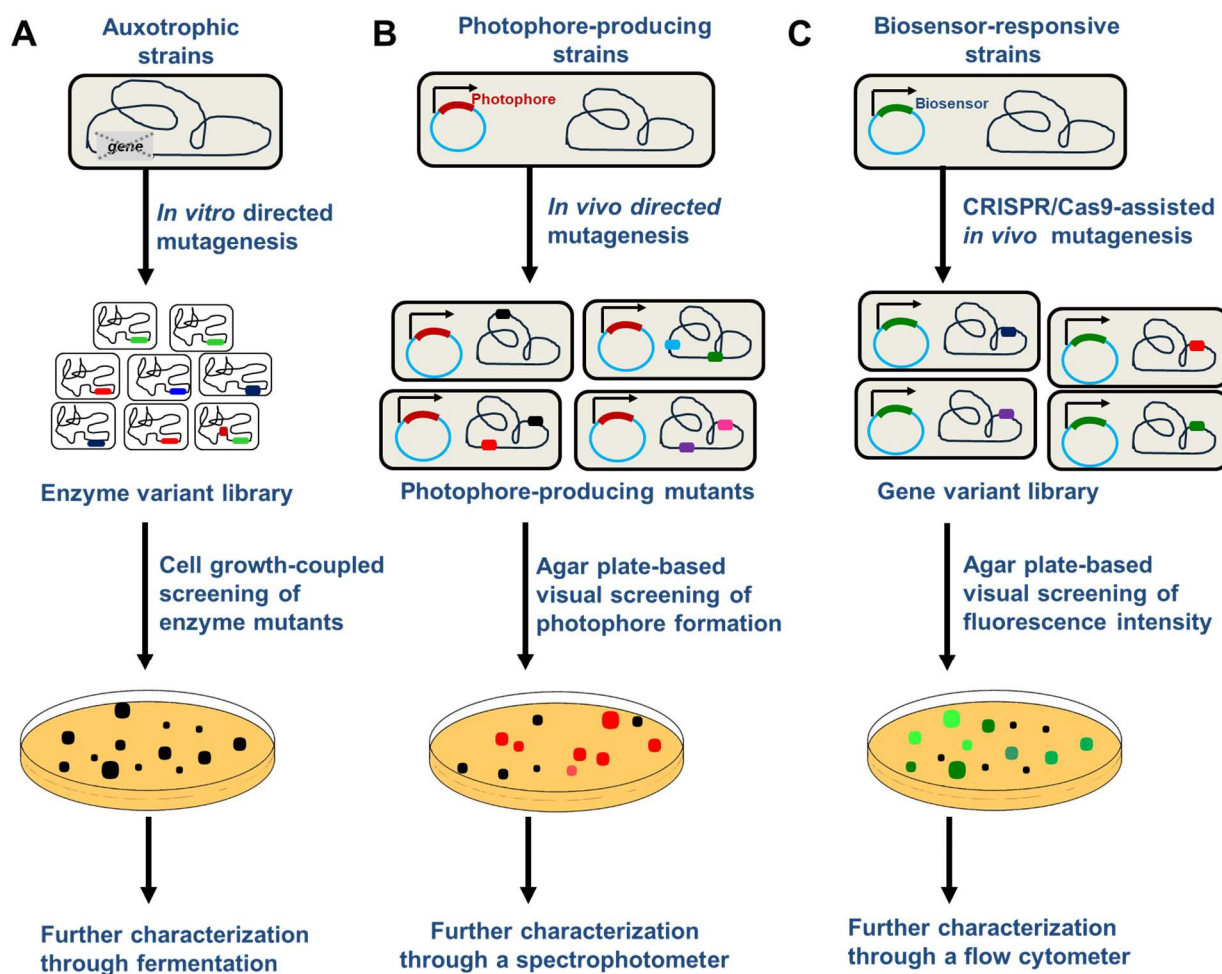 A
Auxotrophic
strains
gene
In vitro directed
mutagenesis
Enzyme variant library
Cell growth-coupled
screening of
enzyme mutants
Further characterization
through fermentation
B
Photophore-producing
strains
Photophore
In vivo directed
mutagenesis
Photophore-producing mutants
Agar plate-based
visual screening of
photophore formation
Further characterization
through a spectrophotometer
C
Biosensor-responsive
strains
Biosensor
CRISPR/Cas9-assisted
in vivo mutagenesis
Gene variant library
Agar plate-based
visual screening of
fluorescence intensity
Further characterization
through a flow cytometer